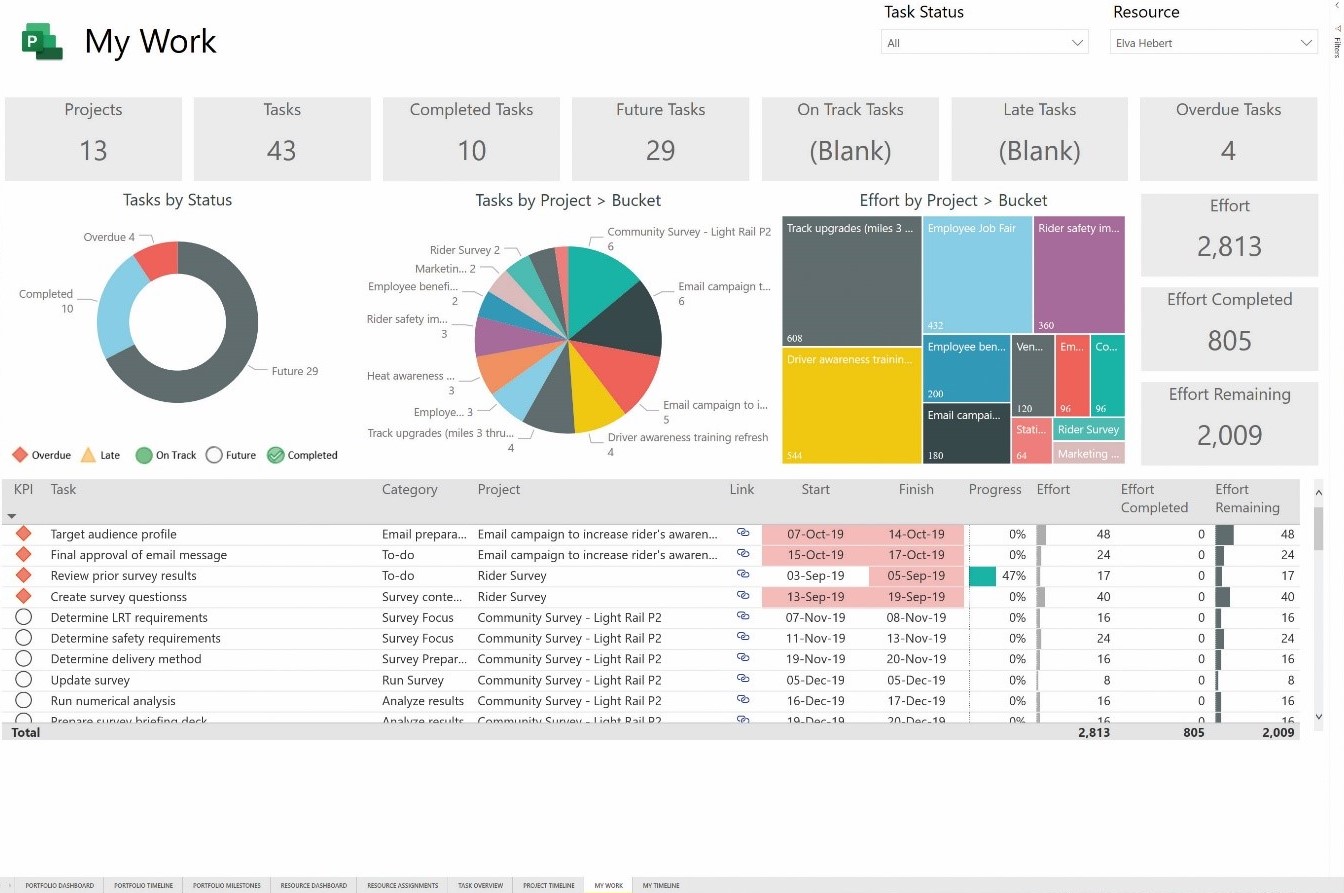 P
My Work
Task Status
All
Resource
Elva Hebert
Filters
Projects
13
Tasks
43
Completed Tasks
10
Future Tasks
29
On Track Tasks
(Blank)
Late Tasks
(Blank)
Overdue Tasks
4
Tasks by Status
Overdue 4
Completed
10
Future 29
Overdue
Late
On Track
Future
Completed
Tasks by Project > Bucket
Community Survey - Light Rail P2
6
Email campaign t...
6
Email campaign to i...
5
Driver awareness training refresh
4
Track upgrades (miles 3 thru...
4
Employe... 3
Heat awareness ...
3
Rider safety im...
3
Employee benefi...
2
Marketin... 2
Rider Survey 2
Effort by Project > Bucket
Track upgrades (miles 3 ...
608
Driver awareness trainin...
544
Employee Job Fair
432
Rider safety im...
360
Employee ben...
200
Email campai...
180
Ven...
120
Em...
96
Co...
96
Stati...
64
Rider Survey
Marketing ...
Effort
2,813
Effort Completed
805
Effort Remaining
2,009
KPI Task Category Project Link Start Finish Progress Effort Effort Completed Effort Remaining
Target audience profile Email prepara... Email campaign to increase rider's awaren... 07-Oct-19 14-Oct-19 0% 48 0 48
Final approval of email message To-do Email campaign to increase rider's awaren... 15-Oct-19 17-Oct-19 0% 24 0 24
Review prior survey results To-do Rider Survey 03-Sep-19 05-Sep-19 47% 17 0 17
Create survey questionss Survey conte... Rider Survey 13-Sep-19 19-Sep-19 0% 40 0 40
Determine LRT requirements Survey Focus Community Survey - Light Rail P2 07-Nov-19 08-Nov-19 0% 16 0 16
Determine safety requirements Survey Focus Community Survey - Light Rail P2 11-Nov-19 13-Nov-19 0% 24 0 24
Determine delivery method Survey Prepar... Community Survey - Light Rail P2 19-Nov-19 20-Nov-19 0% 16 0 16
Update survey Run Survey Community Survey - Light Rail P2 05-Dec-19 05-Dec-19 0% 8 0 8
Run numerical analysis Analyze results Community Survey - Light Rail P2 16-Dec-19 17-Dec-19 0% 16 0 16
Prepare survey briefing deck Analyze results Community Survey - Light Rail P2 19-Dec-19 20-Dec-19 0% 16 0 16
Total 2,813 805 2,009
PORTFOLIO DASHBOARD PORTFOLIO TIMELINE PORTFOLIO MILESTONES RESOURCE DASHBOARD RESOURCE ASSIGNMENTS TASK OVERVIEW PROJECT TIMELINE MY WORK MY TIMELINE